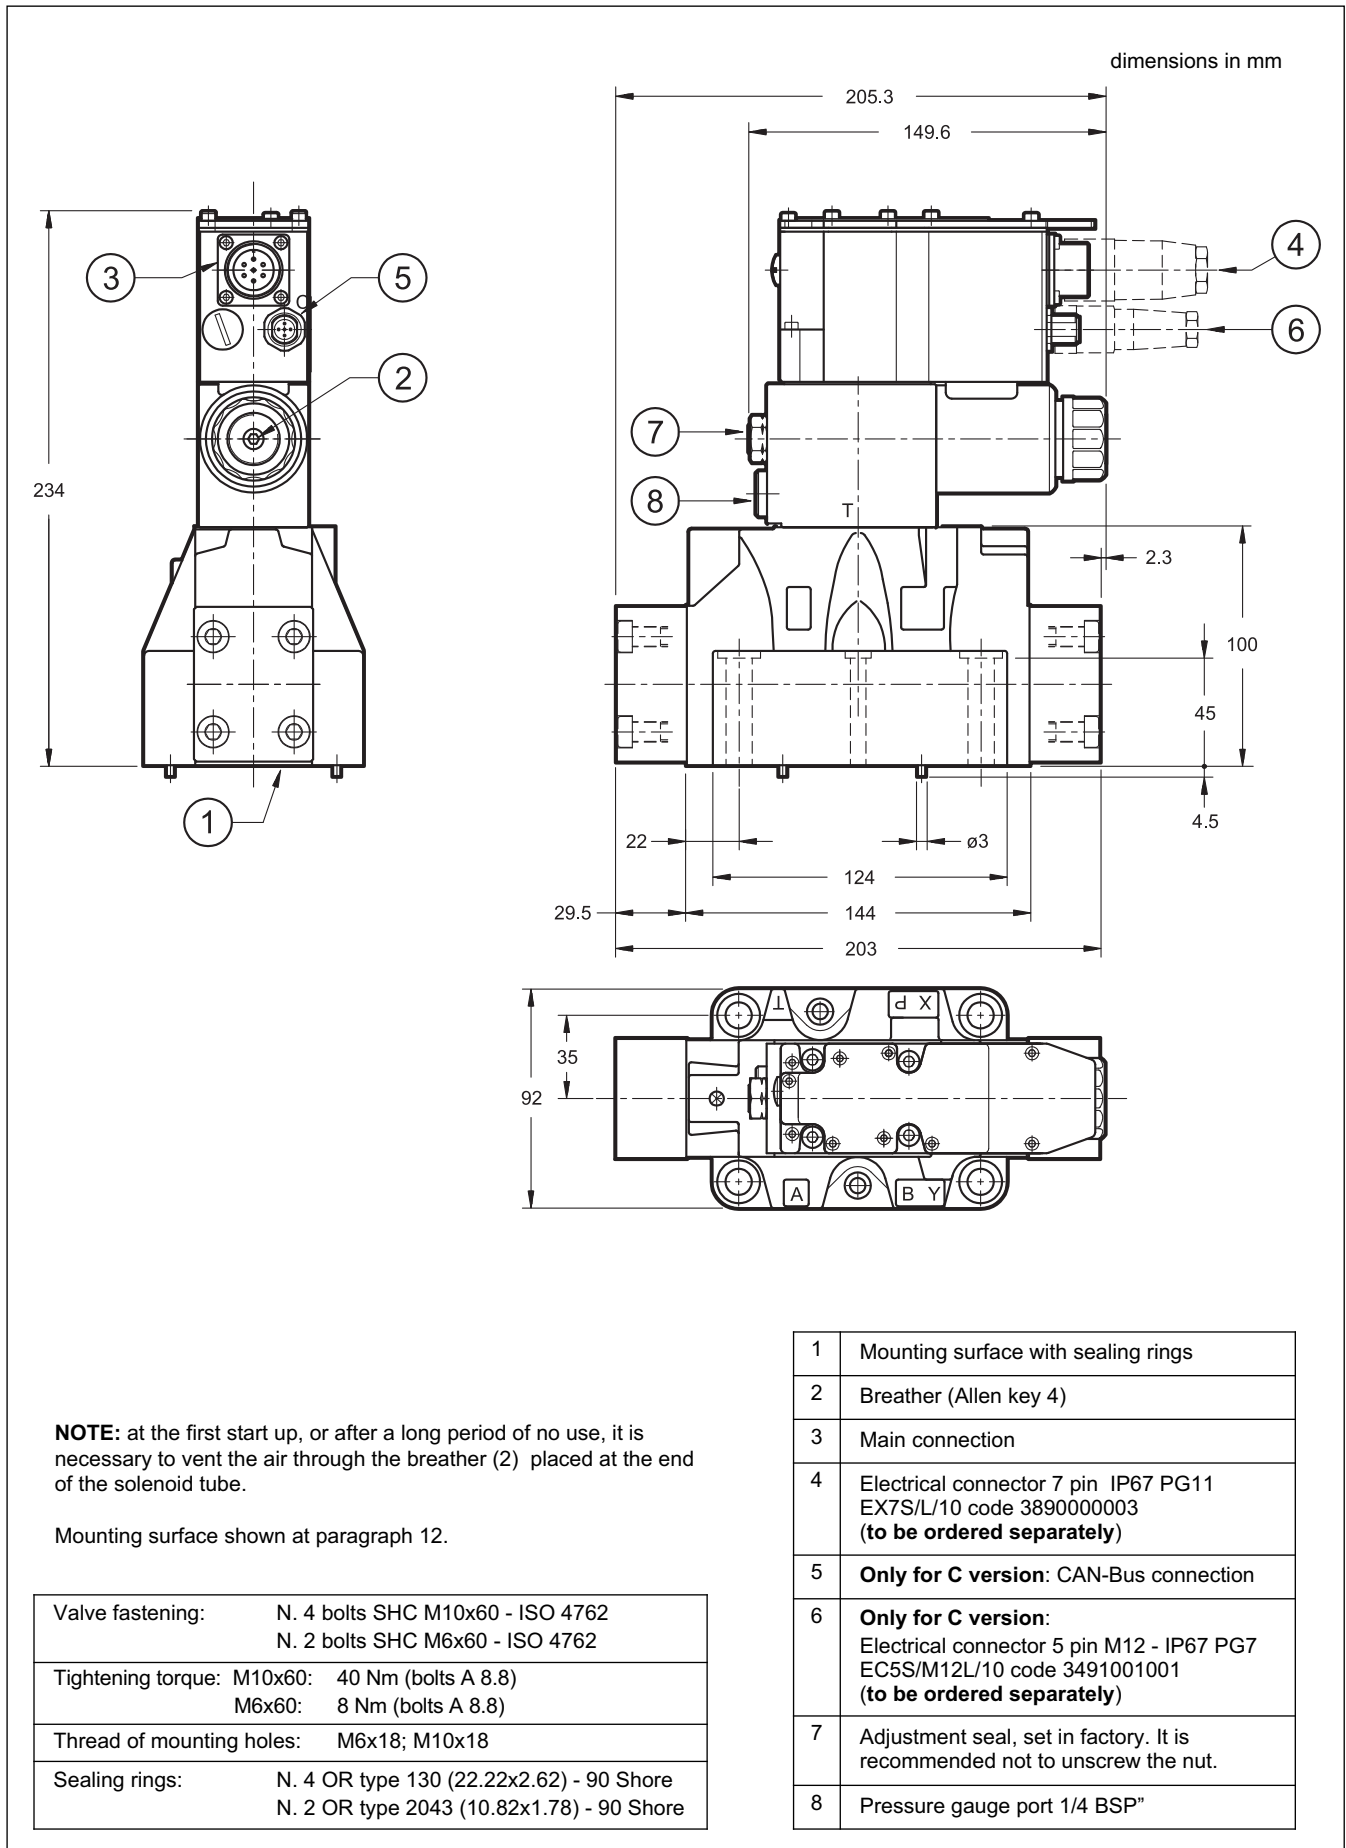 dimensions in mm
205.3
149.6
3
5
4
6
2
7
8
234
T
2.3
100
45
4.5
1
22
ø3
124
29.5
144
203
T
P X
35
92
A
B Y
NOTE: at the first start up, or after a long period of no use, it is
necessary to vent the air through the breather (2) placed at the end
of the solenoid tube.
Mounting surface shown at paragraph 12.
Valve fastening: N. 4 bolts SHC M10x60 - ISO 4762
N. 2 bolts SHC M6x60 - ISO 4762
Tightening torque: M10x60: 40 Nm (bolts A 8.8)
M6x60: 8 Nm (bolts A 8.8)
Thread of mounting holes: M6x18; M10x18
Sealing rings: N. 4 OR type 130 (22.22x2.62) - 90 Shore
N. 2 OR type 2043 (10.82x1.78) - 90 Shore
1 Mounting surface with sealing rings
2 Breather (Allen key 4)
3 Main connection
4 Electrical connector 7 pin IP67 PG11
EX7S/L/10 code 3890000003
(to be ordered separately)
5 Only for C version: CAN-Bus connection
6 Only for C version:
Electrical connector 5 pin M12 - IP67 PG7
EC5S/M12L/10 code 3491001001
(to be ordered separately)
7 Adjustment seal, set in factory. It is
recommended not to unscrew the nut.
8 Pressure gauge port 1/4 BSP”